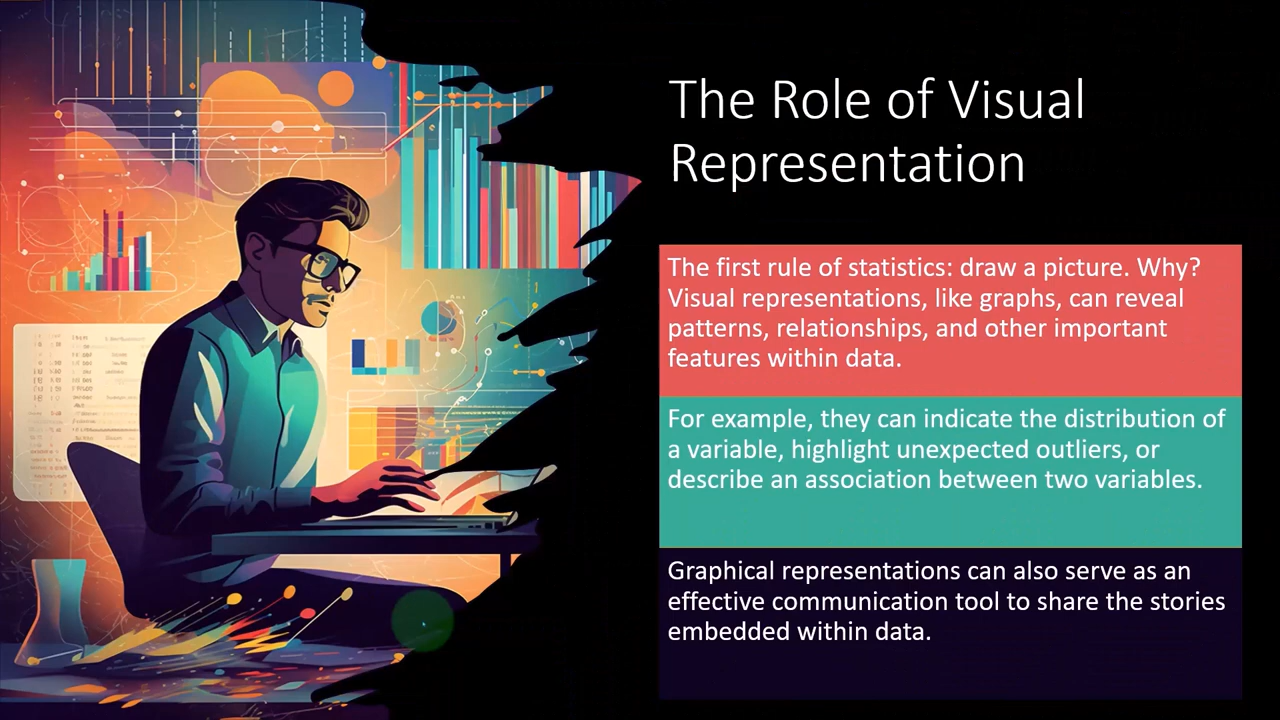 The Role of Visual
Representation
The first rule of statistics: draw a picture. Why?
Visual representations, like graphs, can reveal
patterns, relationships, and other important
features within data.
For example, they can indicate the distribution of
a variable, highlight unexpected outliers, or
describe an association between two variables.
Graphical representations can also serve as an
effective communication tool to share the stories
embedded within data.